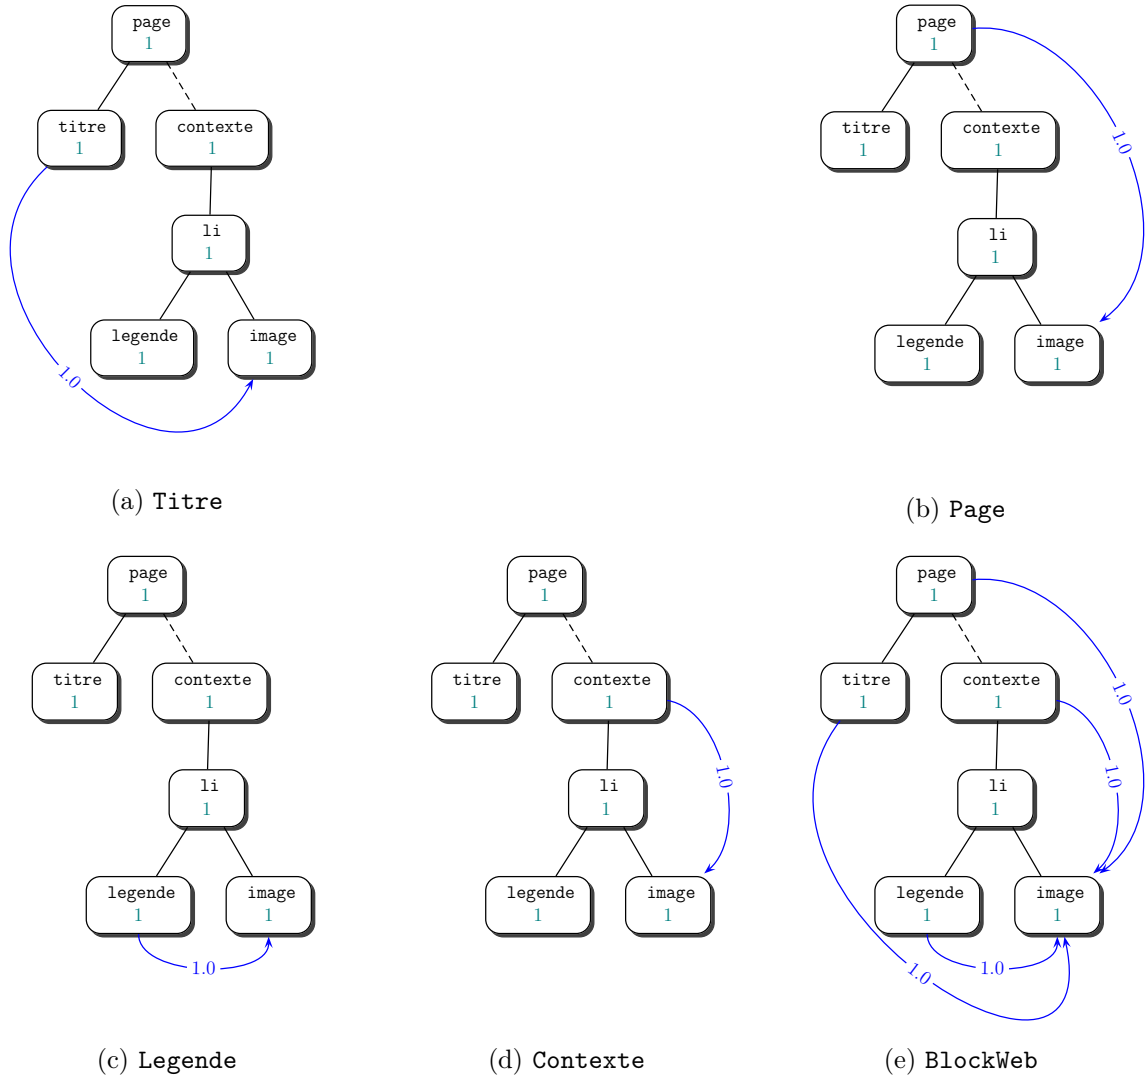 page
1
titre
1
contexte
1
li
1
legende
1
image
1
1.0
(a) Titre
page
1
titre
1
contexte
1
li
1
legende
1
image
1
1.0
(b) Page
page
1
titre
1
contexte
1
li
1
legende
1
image
1
1.0
(c) Legende
page
1
titre
1
contexte
1
li
1
legende
1
image
1
1.0
(d) Contexte
page
1
titre
1
contexte
1
li
1
legende
1
image
1
1.0
1.0
1.0
1.0
(e) BlockWeb